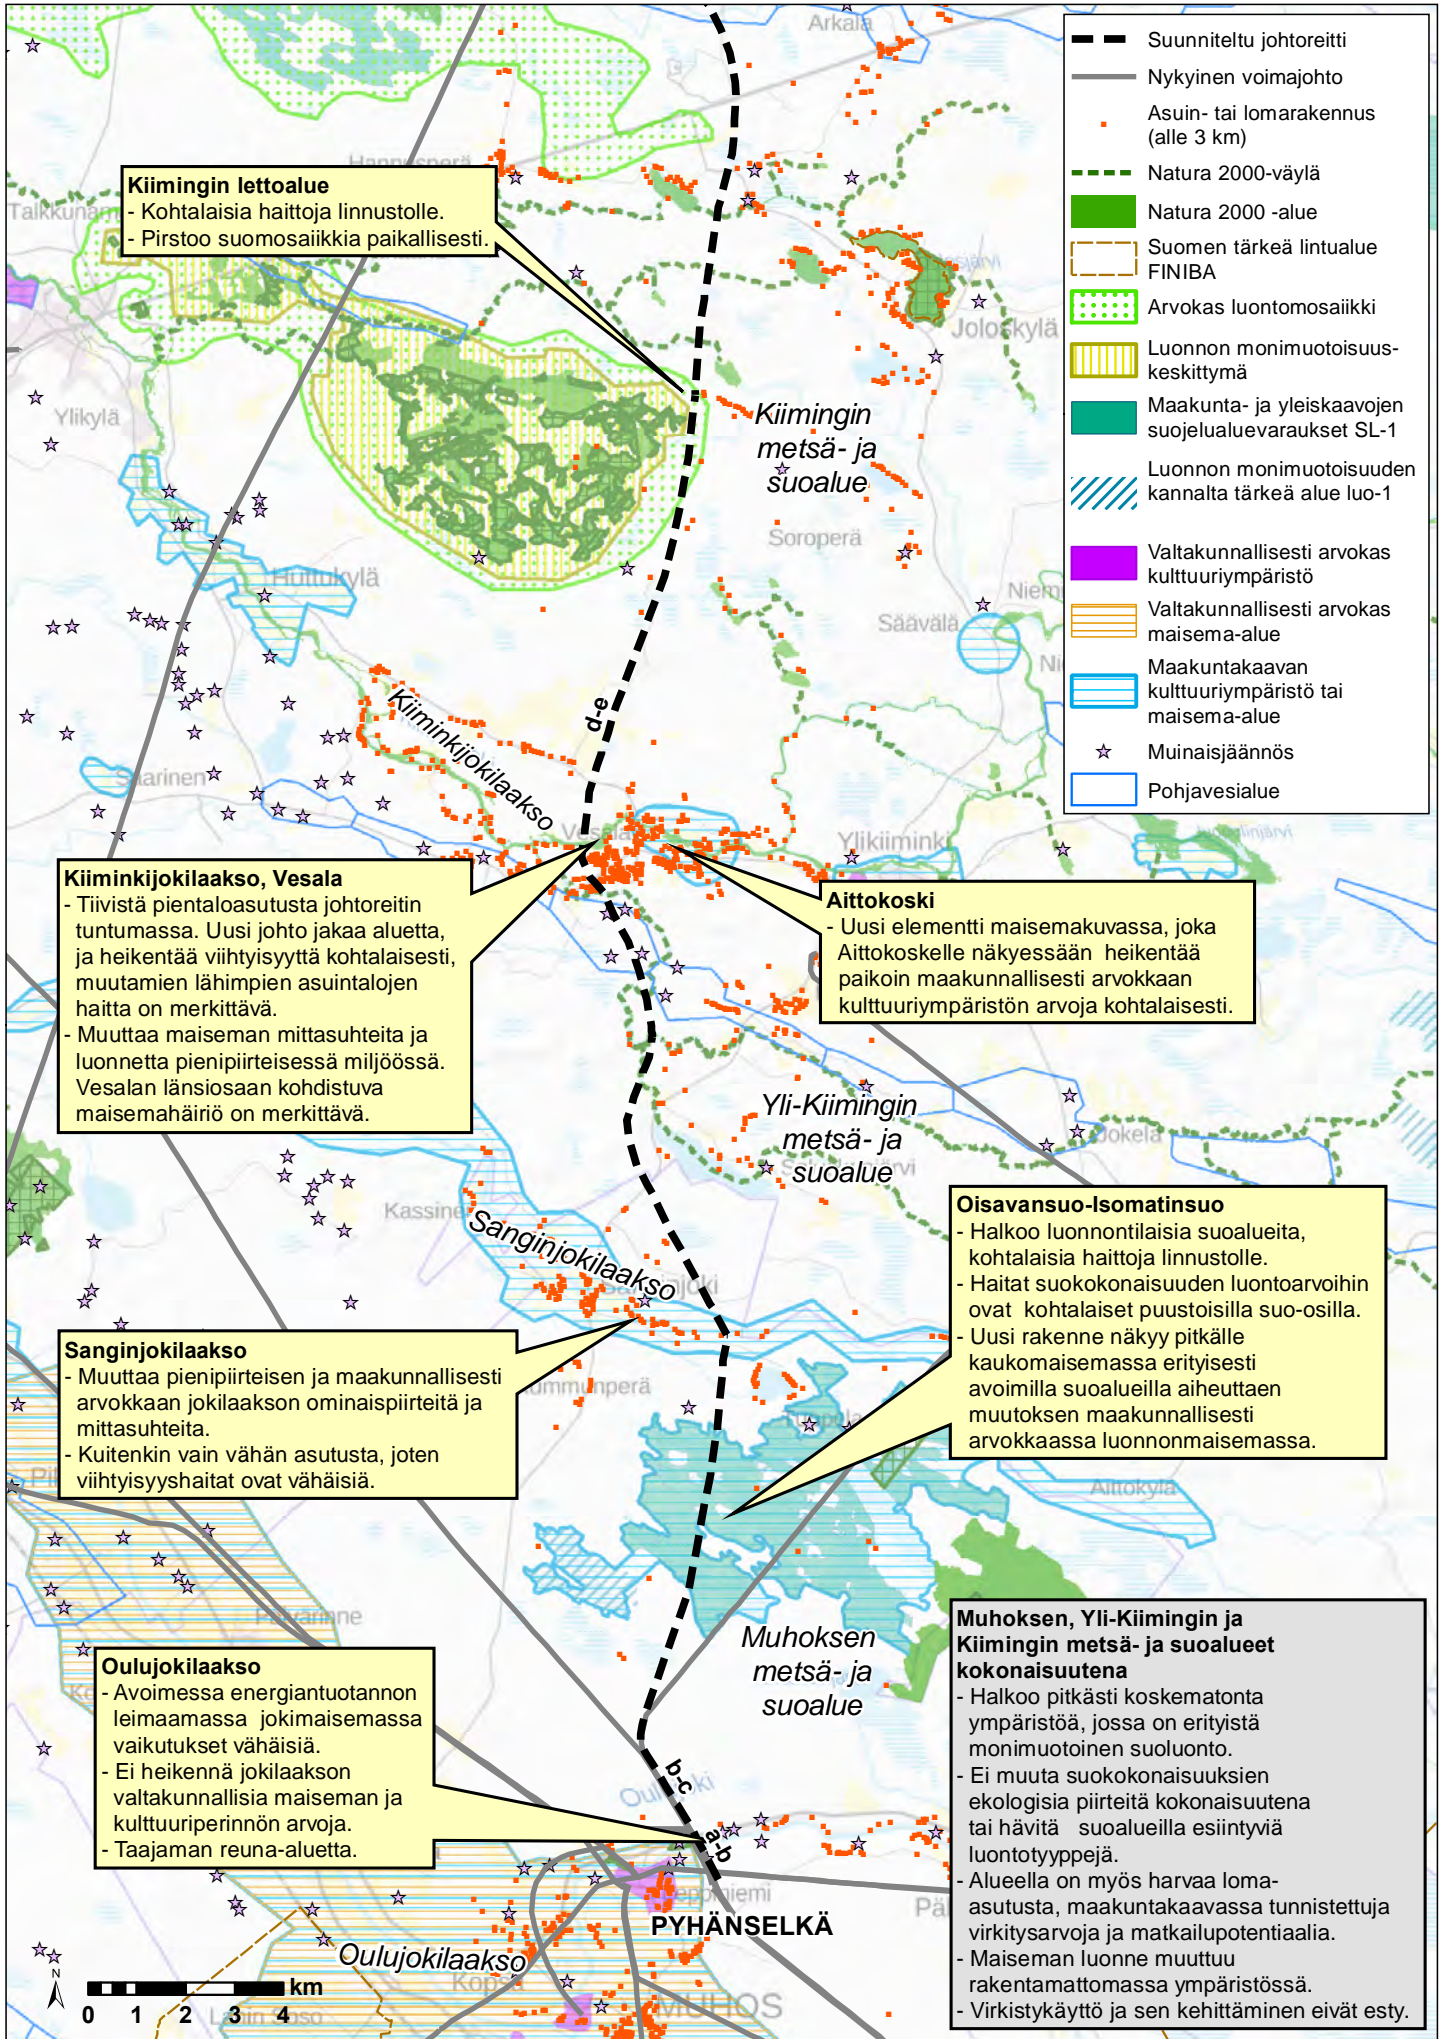 Arkala
Hannusperä
Kiimingin lettoalue
- Kohtalaisia haittoja linnustolle.
- Pirstoo suomosaiikkia paikallisesti.
Joloskylä
Ylikylä
Kiimingin
metsä- ja
suoalue
Soroperä
Huttukylä
Säävälä
Kiiminkijokilaakso
d-e
Saarinen
Vesala
Ylikiiminki
Suunniteltu johtoreitti
Nykyinen voimajohto
Asuin- tai lomarakennus
(alle 3 km)
Natura 2000-väylä
Natura 2000 -alue
Suomen tärkeä lintualue
FINIBA
Arvokas luontomosaiikki
Luonnon monimuotoisuus-
keskittymä
Maakunta- ja yleiskaavojen
suojelualuevaraukset SL-1
Luonnon monimuotoisuuden
kannalta tärkeä alue luo-1
Valtakunnallisesti arvokas
kulttuuriympäristö
Valtakunnallisesti arvokas
maisema-alue
Maakuntakaavan
kulttuuriympäristö tai
maisema-alue
Muinaisjäännös
Pohjavesialue
Kiiminkijokilaakso, Vesala
- Tiivistä pientaloasutusta johtoreitin
tuntumassa. Uusi johto jakaa aluetta,
ja heikentää viihtyisyyttä kohtalaisesti,
muutamien lähimpien asuintalojen
haitta on merkittävä.
- Muuttaa maiseman mittasuhteita ja
luonnetta pienipiirteisessä miljöössä.
Vesalan länsiosaan kohdistuva
maisemahäiriö on merkittävä.
Aittokoski
- Uusi elementti maisemakuvassa, joka
Aittokoskelle näkyessään heikentää
paikoin maakunnallisesti arvokkaan
kulttuuriympäristön arvoja kohtalaisesti.
Yli-Kiimingin
metsä- ja
suoalue
Jokela
Sanginjokilaakso
Oisavansuo-Isomatinsuo
- Halkoo luonnontilaisia suoalueita,
kohtalaisia haittoja linnustolle.
- Haitat suokokonaisuuden luontoarvoihin
ovat kohtalaiset puustoisilla suo-osilla.
- Uusi rakenne näkyy pitkälle
kaukomaisemassa erityisesti
avoimilla suoalueilla aiheuttaen
muutoksen maakunnallisesti
arvokkaassa luonnonmaisemassa.
Sanginjokilaakso
- Muuttaa pienipiirteisen ja maakunnallisesti
arvokkaan jokilaakson ominaispiirteitä ja
mittasuhteita.
- Kuitenkin vain vähän asutusta, joten
viihtyisyyshaitat ovat vähäisiä.
Aittokylä
Päivärinne
Muhoksen
metsä- ja
suoalue
Oulujokilaakso
- Avoimessa energiantuotannon
leimaamassa jokimaisemassa
vaikutukset vähäisiä.
- Ei heikennä jokilaakson
valtakunnallisia maiseman ja
kulttuuriperinnön arvoja.
- Taajaman reuna-aluetta.
b-c
a-b
PYHÄNSELKÄ
Muhoksen, Yli-Kiimingin ja
Kiimingin metsä- ja suoalueet
kokonaisuutena
- Halkoo pitkästi koskematonta
ympäristöä, jossa on erityistä
monimuotoinen suoluonto.
- Ei muuta suokokonaisuuksien
ekologisia piirteitä kokonaisuutena
tai hävitä suoalueilla esiintyviä
luontotyyppejä.
- Alueella on myös harvaa loma-
asutusta, maakuntakaavassa tunnistettuja
virkitysarvoja ja matkailupotentiaalia.
- Maiseman luonne muuttuu
rakentamattomassa ympäristössä.
- Virkistykäyttö ja sen kehittäminen eivät esty.
Oulujokilaakso
MUHOS
N
km
0 1 2 3 4